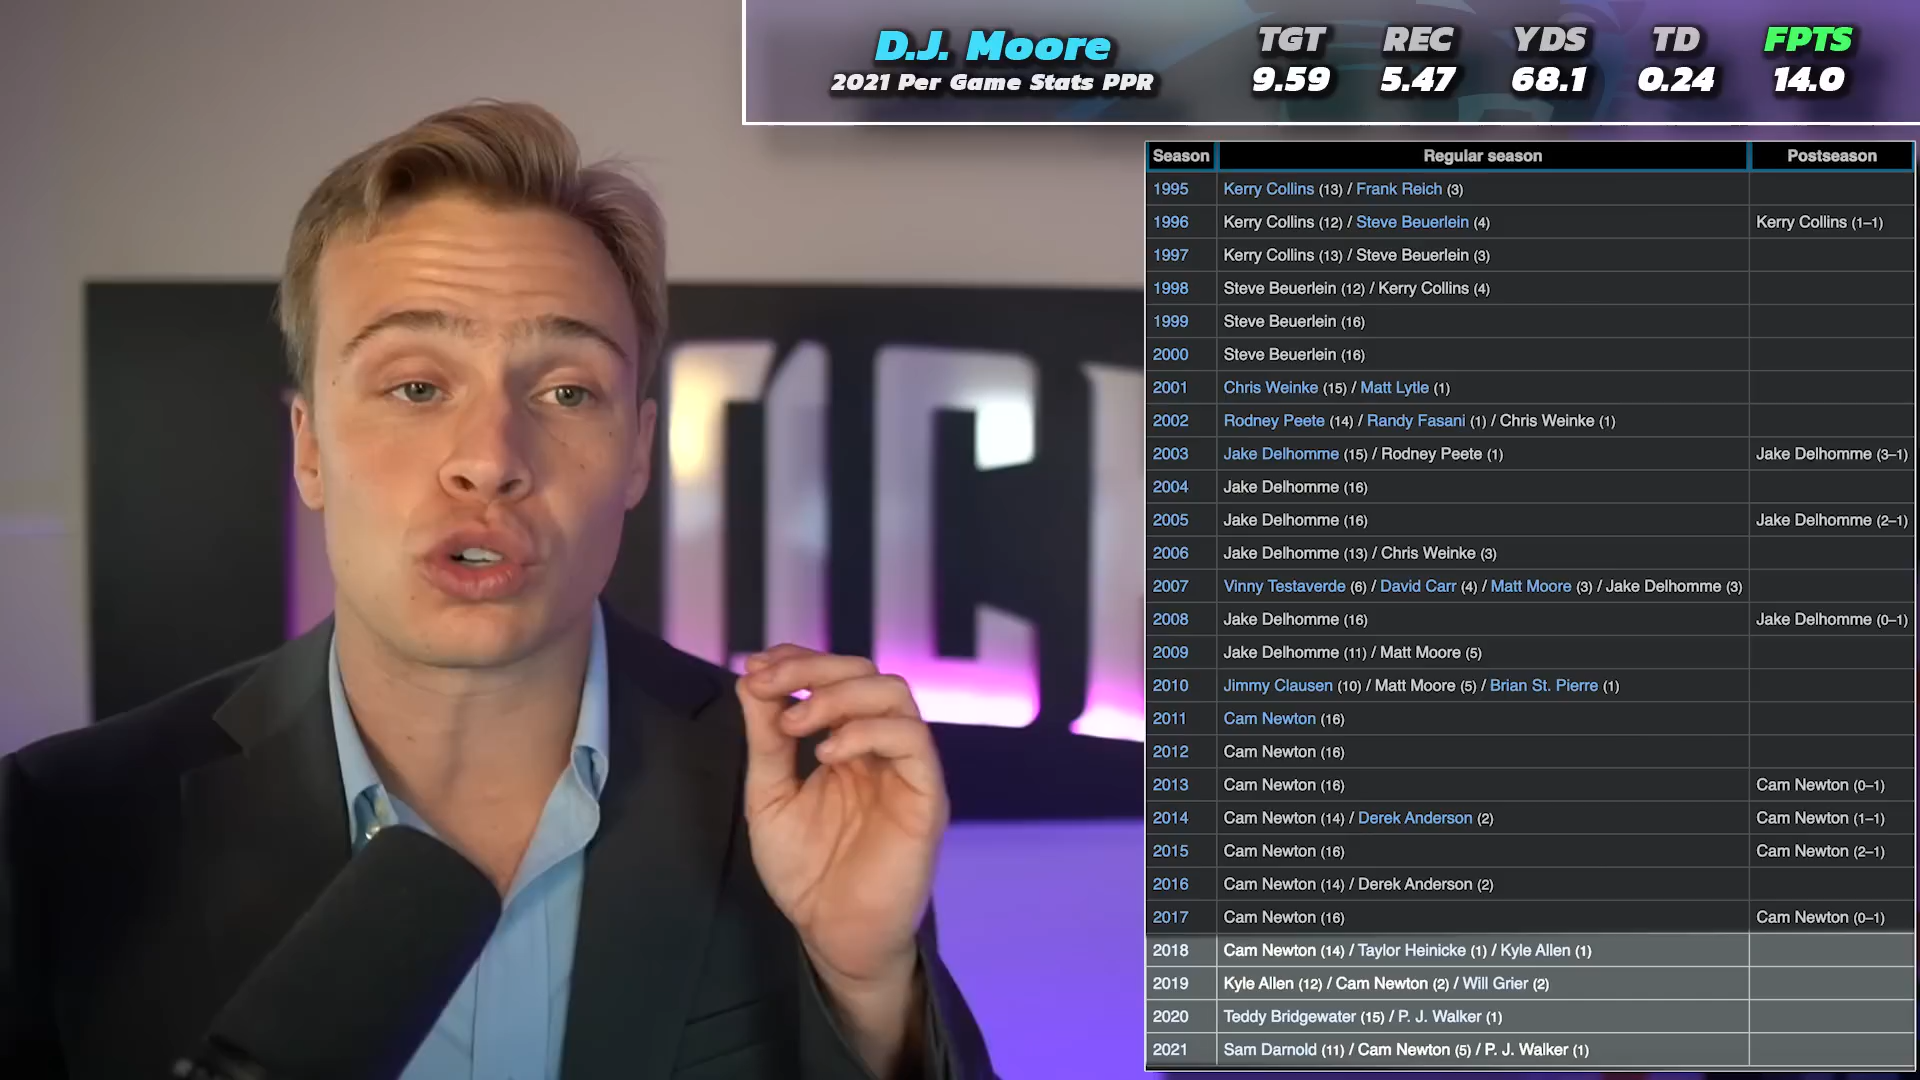 D.J. Moore
2021 Per Game Stats PPR
TGT REC YDS TD FPTS
9.59 5.47 68.1 0.24 14.0
Season Regular season Postseason
1995 Kerry Collins (13) / Frank Reich (3)
1996 Kerry Collins (12) / Steve Beuerlein (4) Kerry Collins (1–1)
1997 Kerry Collins (13) / Steve Beuerlein (3)
1998 Steve Beuerlein (12) / Kerry Collins (4)
1999 Steve Beuerlein (16)
2000 Steve Beuerlein (16)
2001 Chris Weinke (15) / Matt Lytle (1)
2002 Rodney Peete (14) / Randy Fasani (1) / Chris Weinke (1)
2003 Jake Delhomme (15) / Rodney Peete (1) Jake Delhomme (3–1)
2004 Jake Delhomme (16)
2005 Jake Delhomme (16) Jake Delhomme (2–1)
2006 Jake Delhomme (13) / Chris Weinke (3)
2007 Vinny Testaverde (6) / David Carr (4) / Matt Moore (3) / Jake Delhomme (3)
2008 Jake Delhomme (16) Jake Delhomme (0–1)
2009 Jake Delhomme (11) / Matt Moore (5)
2010 Jimmy Clausen (10) / Matt Moore (5) / Brian St. Pierre (1)
2011 Cam Newton (16)
2012 Cam Newton (16)
2013 Cam Newton (16) Cam Newton (0–1)
2014 Cam Newton (14) / Derek Anderson (2) Cam Newton (1–1)
2015 Cam Newton (16) Cam Newton (2–1)
2016 Cam Newton (14) / Derek Anderson (2)
2017 Cam Newton (16) Cam Newton (0–1)
2018 Cam Newton (14) / Taylor Heinicke (1) / Kyle Allen (1)
2019 Kyle Allen (12) / Cam Newton (2) / Will Grier (2)
2020 Teddy Bridgewater (15) / P. J. Walker (1)
2021 Sam Darnold (11) / Cam Newton (5) / P. J. Walker (1)